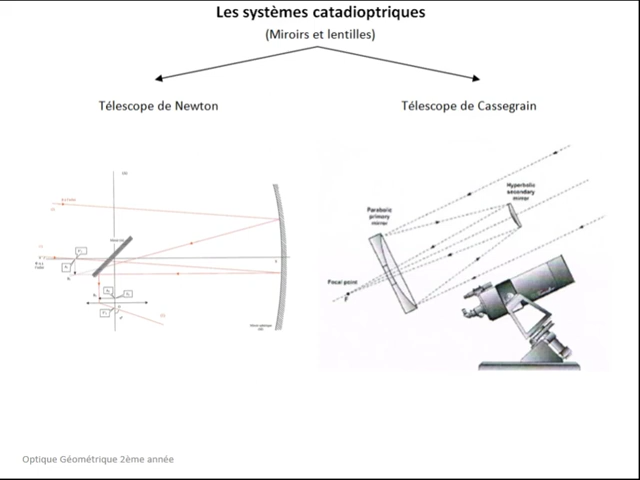 Les systèmes catadioptriques
(Miroirs et lentilles)
Télescope de Newton
Télescope de Cassegrain
Hyperbolic
secondary
mirror
Parabolic
primary
mirror
Focal point
F
Optique Géométrique 2ème année